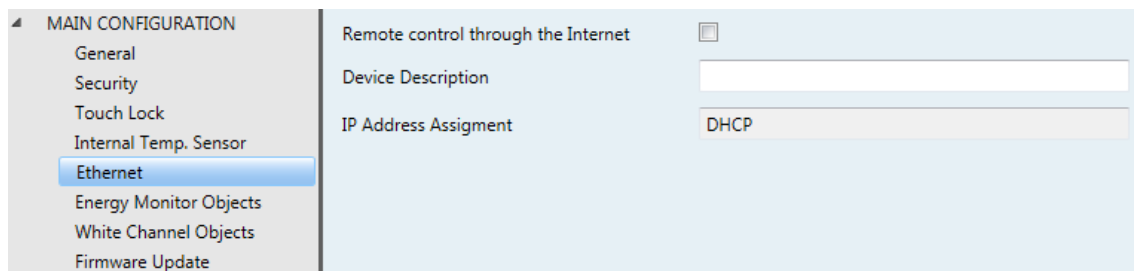 MAIN CONFIGURATION
General
Security
Touch Lock
Internal Temp. Sensor
Ethernet
Energy Monitor Objects
White Channel Objects
Firmware Update
Remote control through the Internet
Device Description
IP Address Assigment DHCP